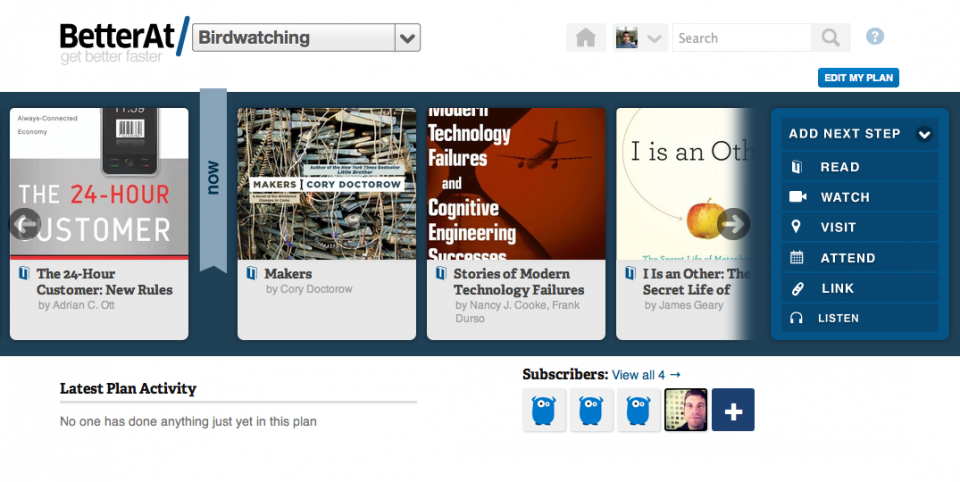 BetterAt/
get better faster
Birdwatching
Search
?
EDIT MY PLAN
Always-Connected
Economy
THE 24-HOUR
CUSTOMER
The 24-Hour
Customer: New Rules
by Adrian C. Ott
now
Author of the New York Times Bestseller
Little Brother
MAKERS CORY DOCTOROW
Makers
by Cory Doctorow
Modern
Technology
Failures
and
Cognitive
Engineering
Successes
Stories of Modern
Technology Failures
by Nancy J. Cooke, Frank
Durso
I is an Oth
The Secret Life of
I Is an Other: The
Secret Life of
by James Geary
ADD NEXT STEP
READ
WATCH
VISIT
ATTEND
LINK
LISTEN
Latest Plan Activity
No one has done anything just yet in this plan
Subscribers: View all 4 →
+